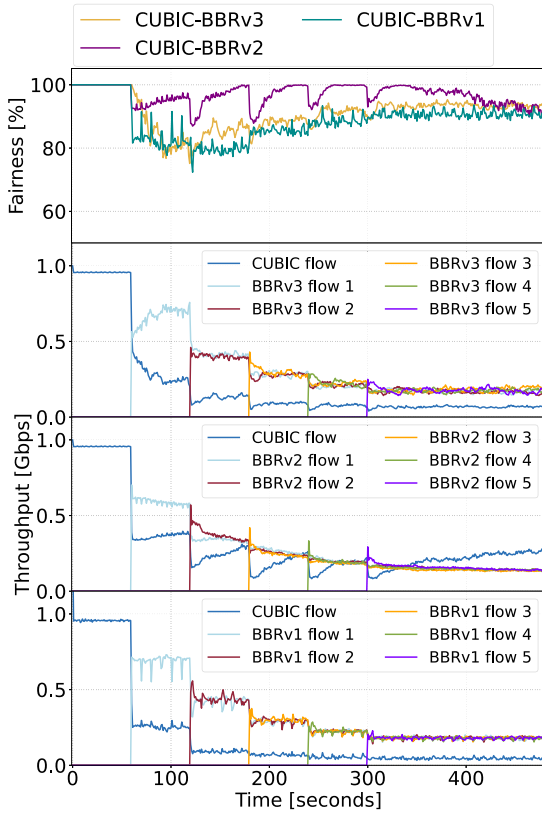 CUBIC-BBRv3
CUBIC-BBRv1
CUBIC-BBRv2
100
80
60
Fairness [%]
1.0
0.5
0.0
CUBIC flow
BBRv3 flow 3
BBRv3 flow 1
BBRv3 flow 4
BBRv3 flow 2
BBRv3 flow 5
Throughput [Gbps]
1.0
0.5
0.0
CUBIC flow
BBRv2 flow 3
BBRv2 flow 1
BBRv2 flow 4
BBRv2 flow 2
BBRv2 flow 5
1.0
0.5
0.0
CUBIC flow
BBRv1 flow 3
BBRv1 flow 1
BBRv1 flow 4
BBRv1 flow 2
BBRv1 flow 5
0 100 200 300 400
Time [seconds]